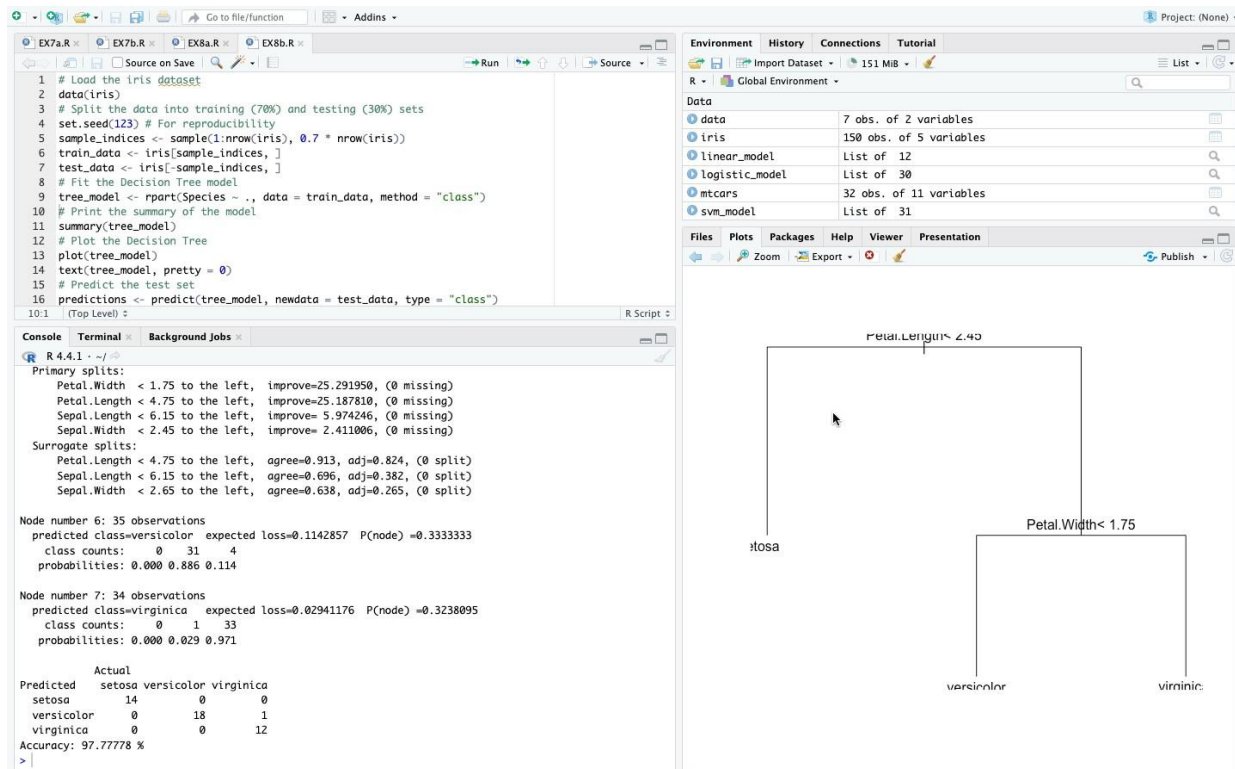 Go to file/function
Addins
Project: (None)
EX7a.R
EX7b.R
EX8a.R
EX8b.R
Source on Save
Run
Source
1 # Load the iris dataset
2 data(iris)
3 # Split the data into training (70%) and testing (30%) sets
4 set.seed(123) # For reproducibility
5 sample_indices <- sample(1:nrow(iris), 0.7 * nrow(iris))
6 train_data <- iris[sample_indices, ]
7 test_data <- iris[-sample_indices, ]
8 # Fit the Decision Tree model
9 tree_model <- rpart(Species ~ ., data = train_data, method = "class")
10 # Print the summary of the model
11 summary(tree_model)
12 # Plot the Decision Tree
13 plot(tree_model)
14 text(tree_model, pretty = 0)
15 # Predict the test set
16 predictions <- predict(tree_model, newdata = test_data, type = "class")
10:1 (Top Level) R Script
Console Terminal Background Jobs
R 4.4.1 · ~/
Primary splits:
Petal.Width < 1.75 to the left, improve=25.291950, (0 missing)
Petal.Length < 4.75 to the left, improve=25.187810, (0 missing)
Sepal.Length < 6.15 to the left, improve= 5.974246, (0 missing)
Sepal.Width < 2.45 to the left, improve= 2.411006, (0 missing)
Surrogate splits:
Petal.Length < 4.75 to the left, agree=0.913, adj=0.824, (0 split)
Sepal.Length < 6.15 to the left, agree=0.696, adj=0.382, (0 split)
Sepal.Width < 2.65 to the left, agree=0.638, adj=0.265, (0 split)
Node number 6: 35 observations
predicted class=versicolor expected loss=0.1142857 P(node) =0.3333333
class counts: 0 31 4
probabilities: 0.000 0.886 0.114
Node number 7: 34 observations
predicted class=virginica expected loss=0.02941176 P(node) =0.3238095
class counts: 0 1 33
probabilities: 0.000 0.029 0.971
Actual
Predicted setosa versicolor virginica
setosa 14 0 0
versicolor 0 18 1
virginica 0 0 12
Accuracy: 97.77778 %
>
Environment History Connections Tutorial
Import Dataset 151 MiB List
R Global Environment
Data
data 7 obs. of 2 variables
iris 150 obs. of 5 variables
linear_model List of 12
logistic_model List of 30
mtcars 32 obs. of 11 variables
svm_model List of 31
Files Plots Packages Help Viewer Presentation
Zoom Export Publish
Petal.Length< 2.45
Petal.Width< 1.75
etosa
versicolor
virginic